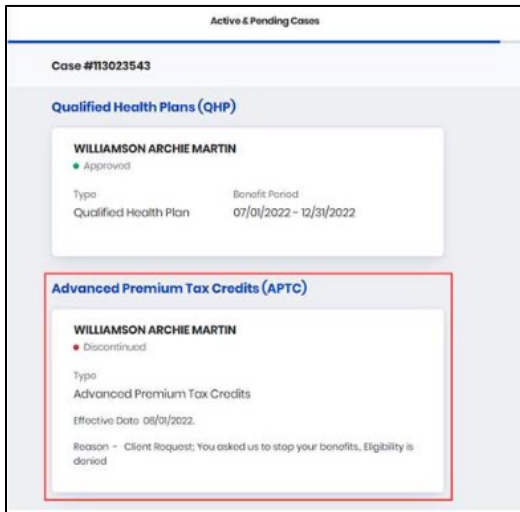 Active & Pending Cases
Case #113023543
Qualified Health Plans (QHP)
WILLIAMSON ARCHIE MARTIN
Approved
Type Benefit Period
Qualified Health Plan 07/01/2022 - 12/31/2022
Advanced Premium Tax Credits (APTC)
WILLIAMSON ARCHIE MARTIN
Discontinued
Type
Advanced Premium Tax Credits
Effective Date 08/01/2022.
Reason - Client Request; You asked us to stop your benefits, Eligibility is
denied